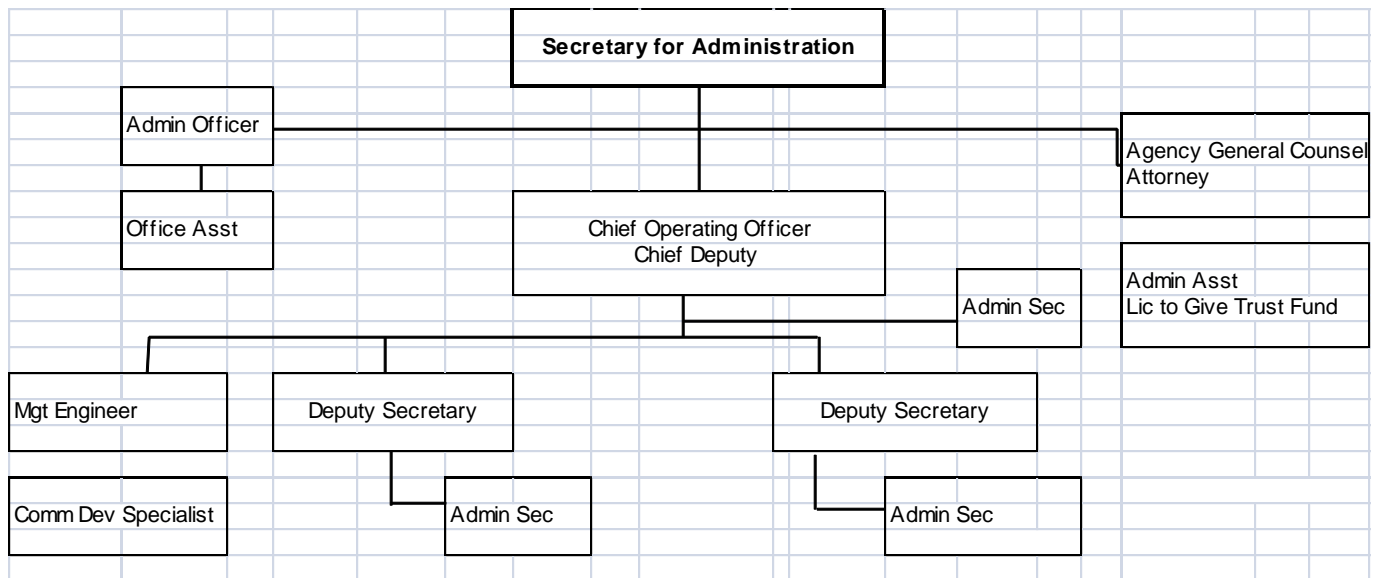 Secretary for Administration
Admin Officer
Agency General Counsel
Attorney
Office Asst
Chief Operating Officer
Chief Deputy
Admin Asst
Lic to Give Trust Fund
Admin Sec
Mgt Engineer
Deputy Secretary
Deputy Secretary
Comm Dev Specialist
Admin Sec
Admin Sec